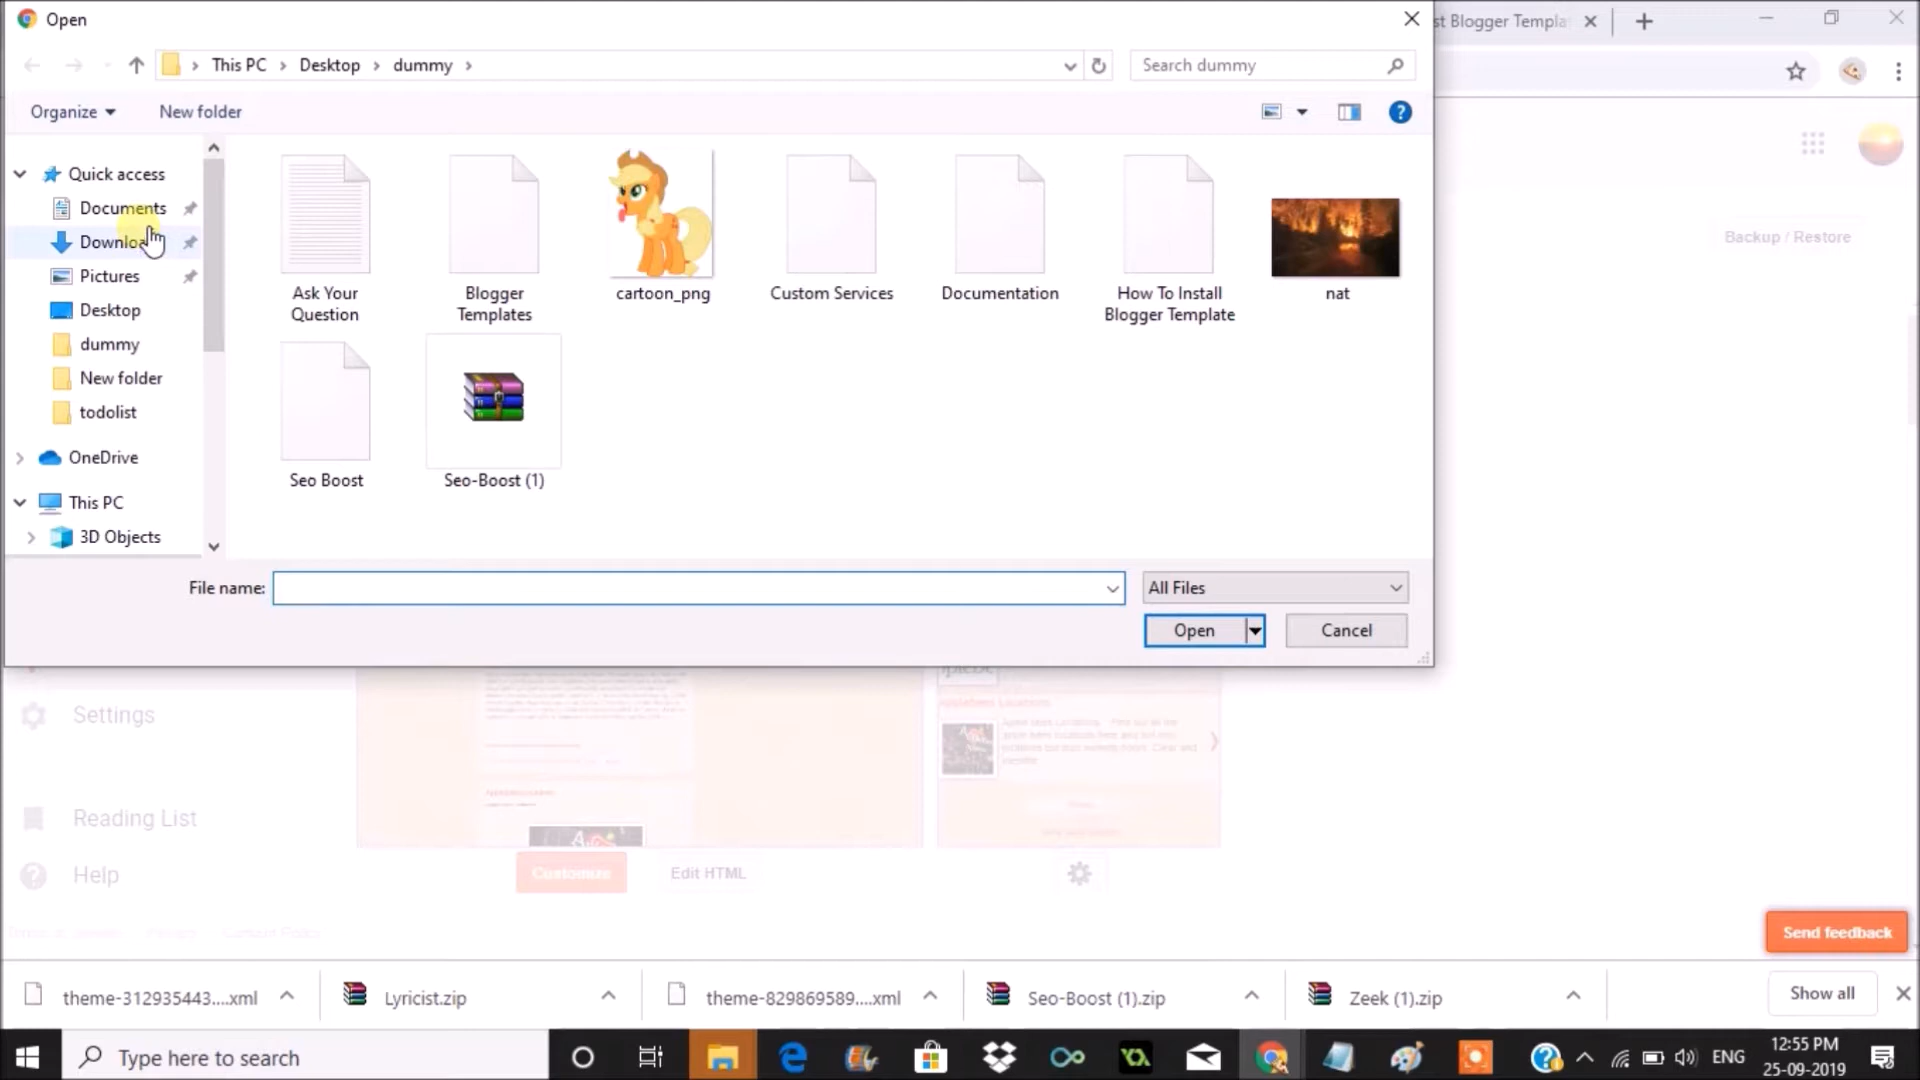 Open
st Blogger Templa
This PC > Desktop > dummy >
Search dummy
Organize
New folder
Backup / Restore
Quick access
Documents
Downlo
Pictures
Desktop
dummy
New folder
todolist
OneDrive
This PC
3D Objects
Ask Your
Question
Blogger
Templates
cartoon_png
Custom Services
Documentation
How To Install
Blogger Template
nat
Seo Boost
Seo-Boost (1)
File name:
All Files
Open
Cancel
Settings
Reading List
Help
Customize
Edit HTML
Send feedback
theme-312935443....xml
Lyricist.zip
theme-829869589....xml
Seo-Boost (1).zip
Zeek (1).zip
Show all
Type here to search
ENG
12:55 PM
25-09-2019